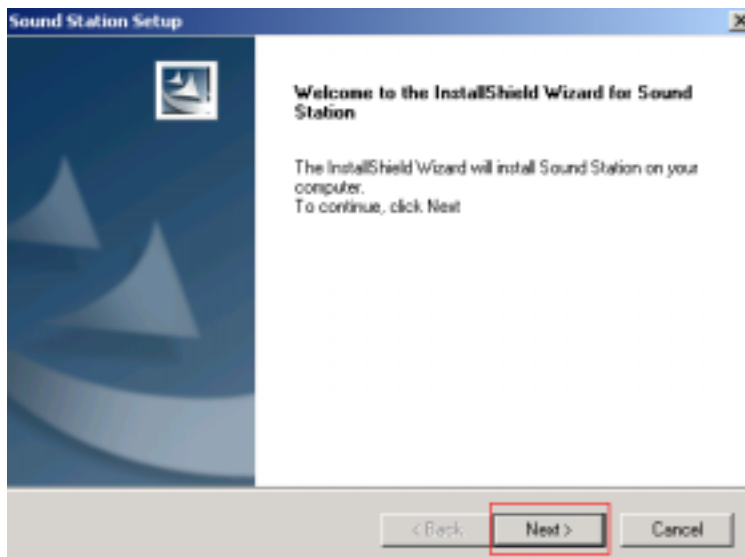 Sound Station Setup
Welcome to the InstallShield Wizard for Sound
Station
The InstallShield Wizard will install Sound Station on your
computer.
To continue, click Next
< Back
Next >
Cancel